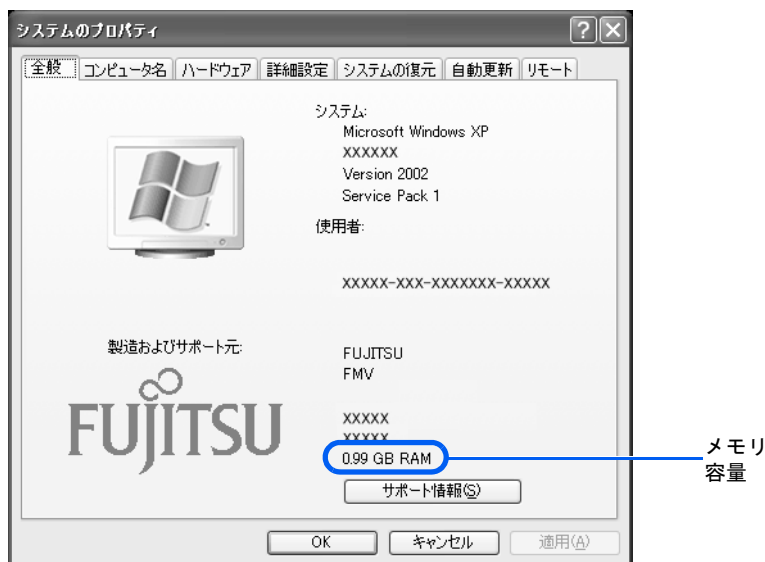 システムのプロパティ
全般 コンピュータ名 ハードウェア 詳細設定 システムの復元 自動更新 リモート
システム:
Microsoft Windows XP
XXXXXX
Version 2002
Service Pack 1
使用者:
XXXXX-XXX-XXXXXXX-XXXXX
製造およびサポート元:
FUJITSU
FMV
FUJITSU
XXXXX
XXXXX
0.99 GB RAM
メモリ
容量
サポート情報(S)
OK キャンセル 適用(A)